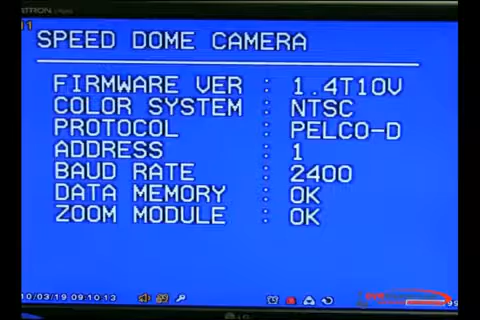 SPEED DOME CAMERA
FIRMWARE VER : 1.4T10V
COLOR SYSTEM : NTSC
PROTOCOL : PELCO-D
ADDRESS : 1
BAUD RATE : 2400
DATA MEMORY : OK
ZOOM MODULE : OK
10/03/19 09:10:13
LG